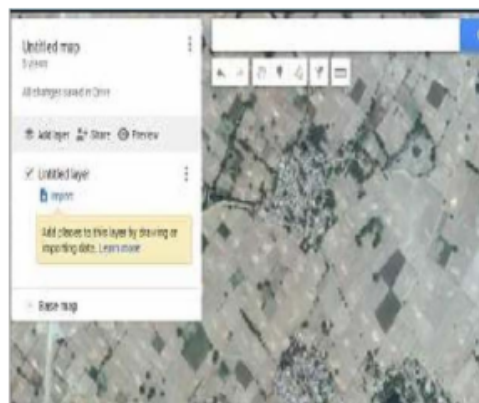 Untitled map
All changes saved in Drive
Add layer Share Preview
Untitled layer
Import
Add places to this layer by drawing or
importing data. Learn more
Base map